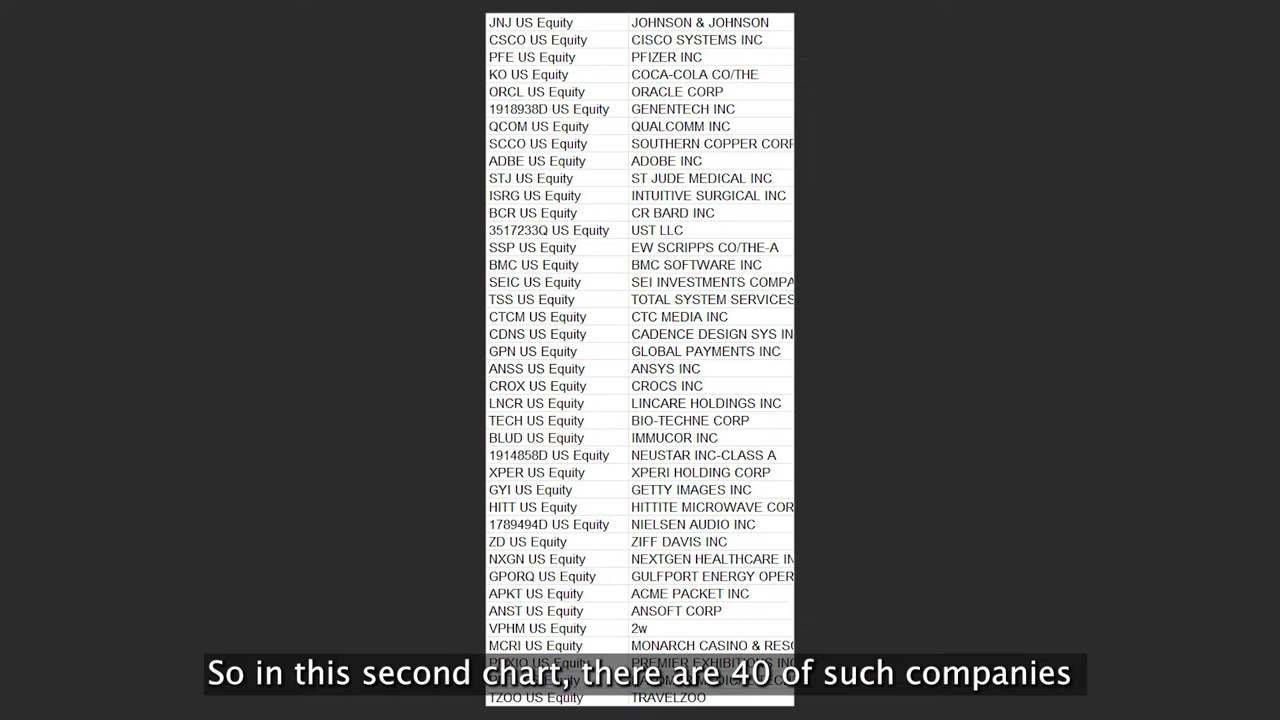 JNJ US Equity JOHNSON & JOHNSON
CSCO US Equity CISCO SYSTEMS INC
PFE US Equity PFIZER INC
KO US Equity COCA-COLA CO/THE
ORCL US Equity ORACLE CORP
1918938D US Equity GENENTECH INC
QCOM US Equity QUALCOMM INC
SCCO US Equity SOUTHERN COPPER CORP
ADBE US Equity ADOBE INC
STJ US Equity ST JUDE MEDICAL INC
ISRG US Equity INTUITIVE SURGICAL INC
BCR US Equity CR BARD INC
3517233Q US Equity UST LLC
SSP US Equity EW SCRIPPS CO/THE-A
BMC US Equity BMC SOFTWARE INC
SEIC US Equity SEI INVESTMENTS COMPA
TSS US Equity TOTAL SYSTEM SERVICES
CTCM US Equity CTC MEDIA INC
CDNS US Equity CADENCE DESIGN SYS IN
GPN US Equity GLOBAL PAYMENTS INC
ANSS US Equity ANSYS INC
CROX US Equity CROCS INC
LNCR US Equity LINCARE HOLDINGS INC
TECH US Equity BIO-TECHNE CORP
BLUD US Equity IMMUCOR INC
1914858D US Equity NEUSTAR INC-CLASS A
XPER US Equity XPERI HOLDING CORP
GYI US Equity GETTY IMAGES INC
HITT US Equity HITTITE MICROWAVE COR
1789494D US Equity NIELSEN AUDIO INC
ZD US Equity ZIFF DAVIS INC
NXGN US Equity NEXTGEN HEALTHCARE IN
GPORQ US Equity GULFPORT ENERGY OPER
APKT US Equity ACME PACKET INC
ANST US Equity ANSOFT CORP
VPHM US Equity 2w
MCRI US Equity MONARCH CASINO & RESO
PREMIER EXHIBITIONS INC
So in this second chart, there are 40 of such companies
TZOO US Equity TRAVELZOO